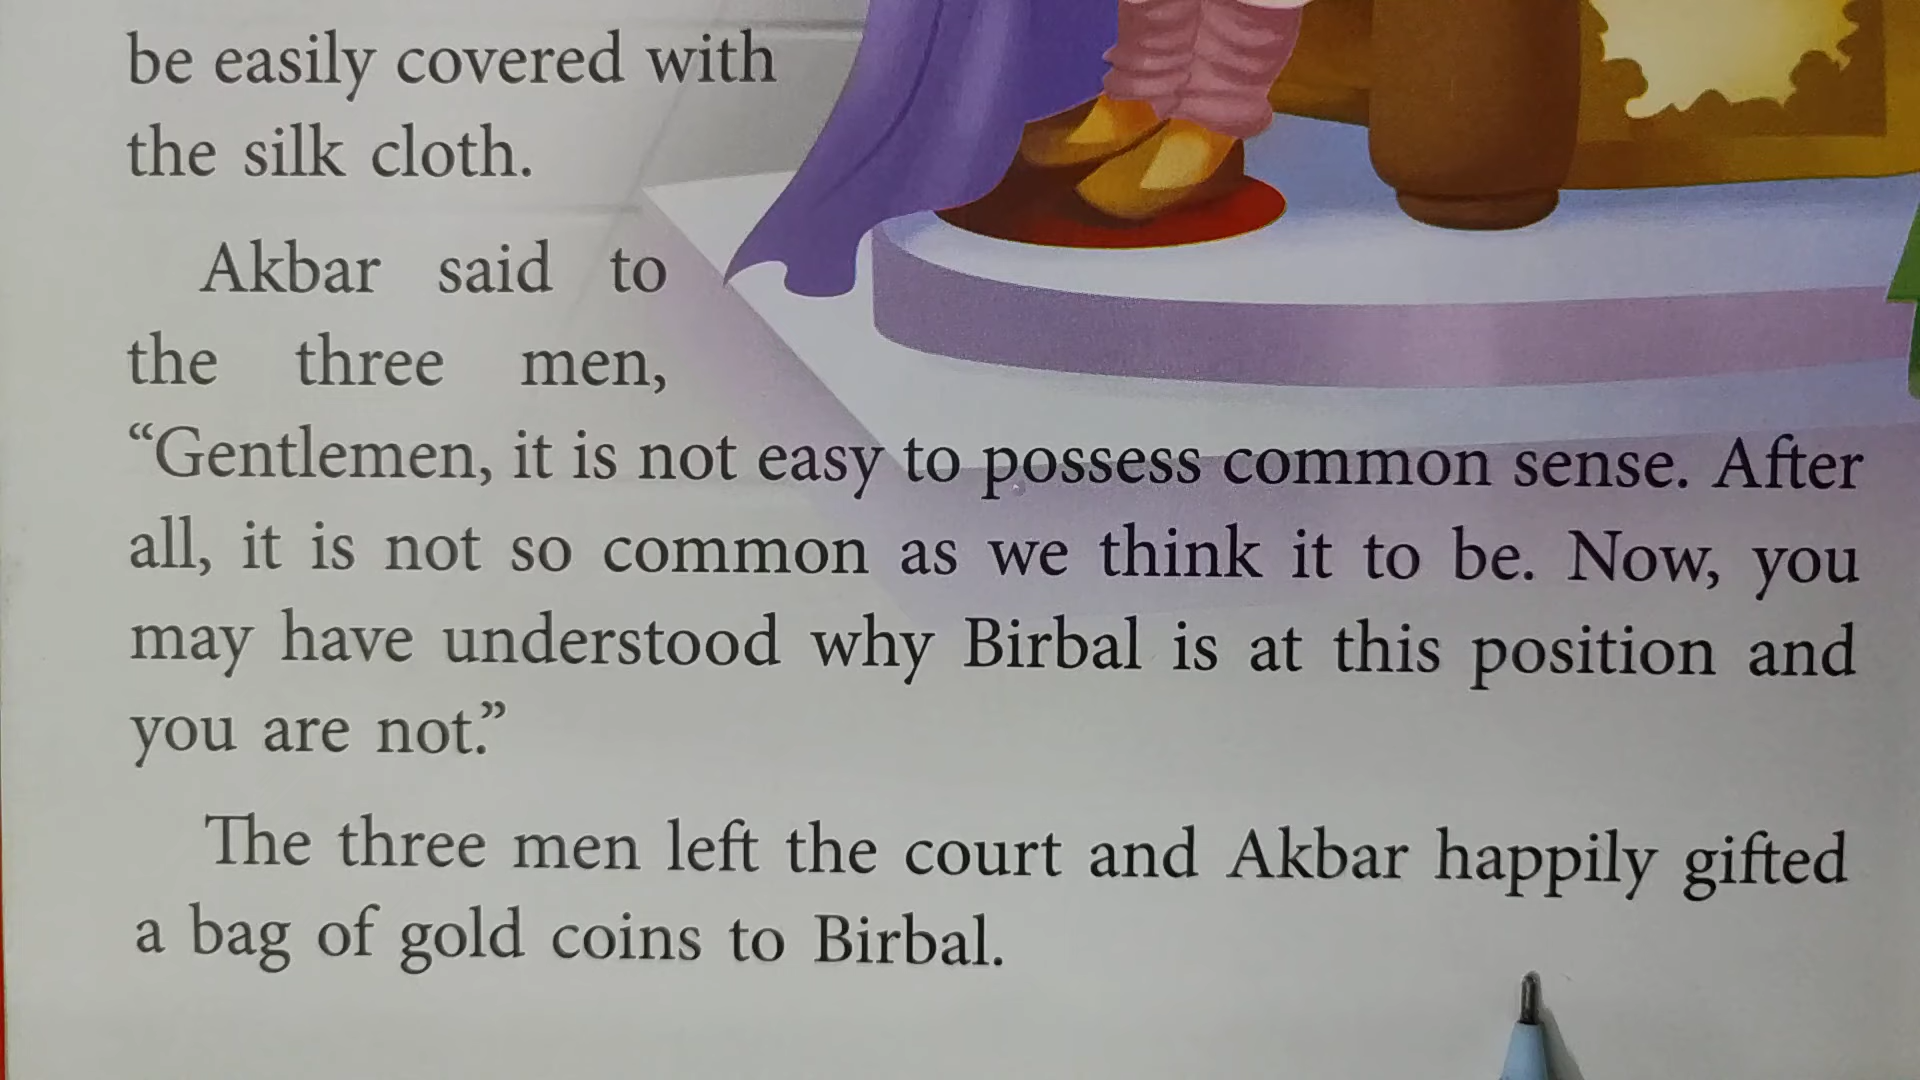 be easily covered with
the silk cloth.
Akbar said to
the three men,
“Gentlemen, it is not easy to possess common sense. After
all, it is not so common as we think it to be. Now, you
may have understood why Birbal is at this position and
you are not.”
The three men left the court and Akbar happily gifted
a bag of gold coins to Birbal.